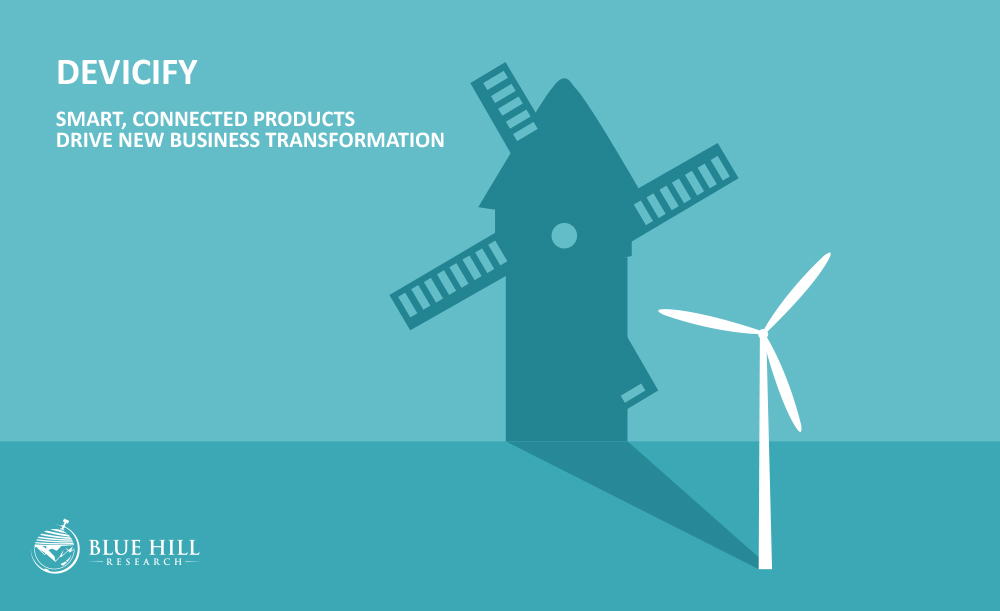 DEVICIFY
SMART, CONNECTED PRODUCTS
DRIVE NEW BUSINESS TRANSFORMATION
BLUE HILL
RESEARCH